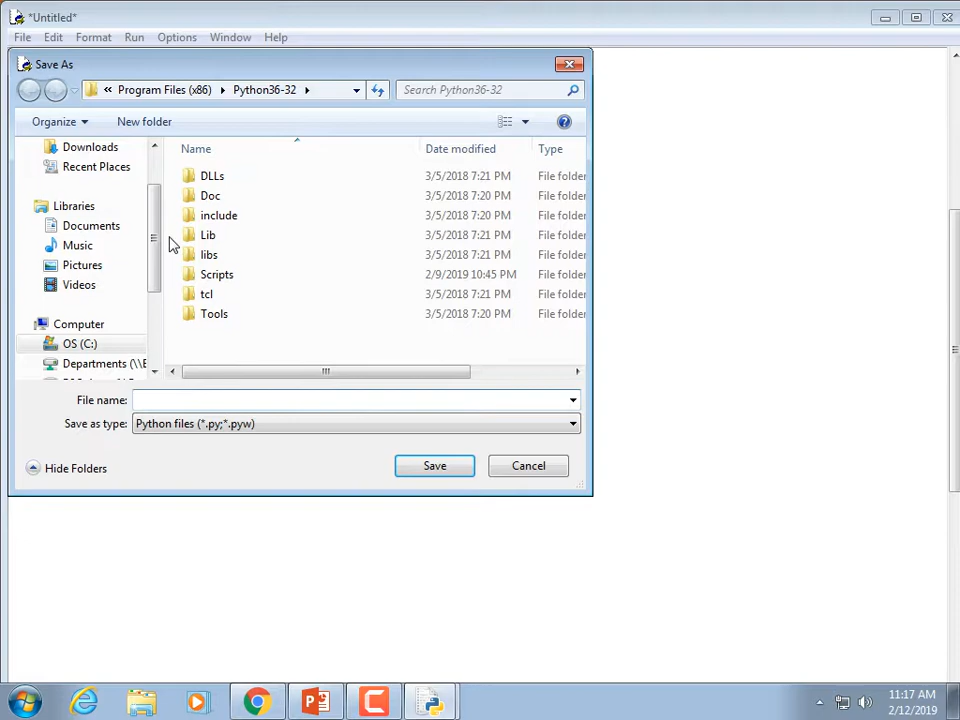 *Untitled*
File Edit Format Run Options Window Help
Save As
« Program Files (x86) Python36-32 Search Python36-32
Organize New folder
Name Date modified Type
Downloads
Recent Places
Libraries
Documents
Music
Pictures
Videos
Computer
OS (C:)
Departments (\\E
DLLs 3/5/2018 7:21 PM File folder
Doc 3/5/2018 7:20 PM File folder
include 3/5/2018 7:20 PM File folder
Lib 3/5/2018 7:21 PM File folder
libs 3/5/2018 7:21 PM File folder
Scripts 2/9/2019 10:45 PM File folder
tcl 3/5/2018 7:21 PM File folder
Tools 3/5/2018 7:20 PM File folder
File name:
Save as type: Python files (*.py;*.pyw)
Hide Folders Save Cancel
11:17 AM
2/12/2019